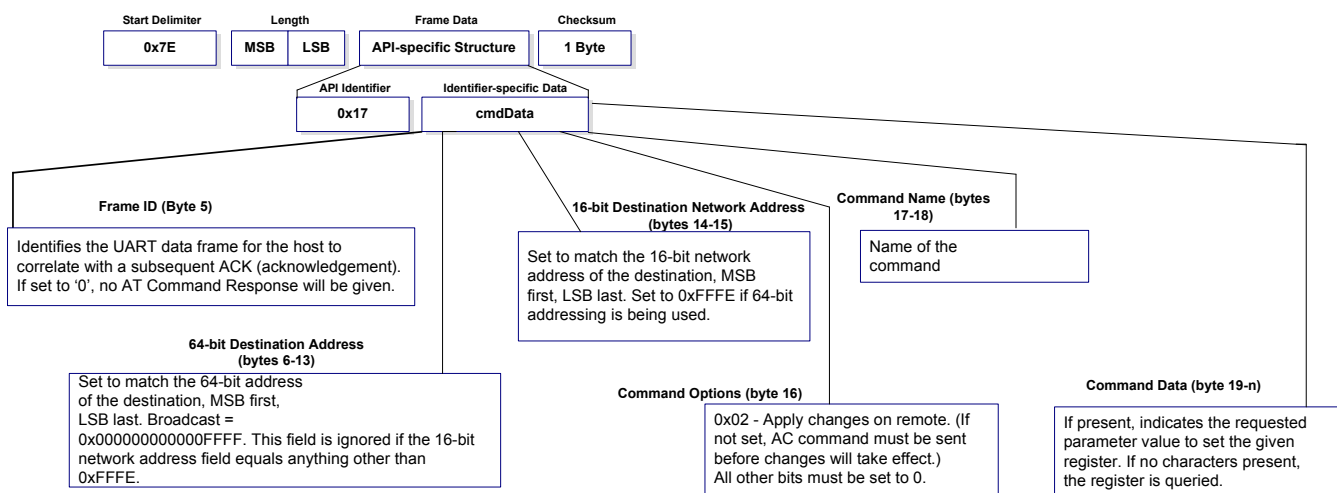 Start Delimiter
Length
Frame Data
Checksum
0x7E
MSB
LSB
API-specific Structure
1 Byte
API Identifier
Identifier-specific Data
0x17
cmdData
Frame ID (Byte 5)
Identifies the UART data frame for the host to
correlate with a subsequent ACK (acknowledgement).
If set to ‘0’, no AT Command Response will be given.
64-bit Destination Address
(bytes 6-13)
Set to match the 64-bit address
of the destination, MSB first,
LSB last. Broadcast =
0x000000000000FFFF. This field is ignored if the 16-bit
network address field equals anything other than
0xFFFE.
16-bit Destination Network Address
(bytes 14-15)
Set to match the 16-bit network
address of the destination, MSB
first, LSB last. Set to 0xFFFE if 64-bit
addressing is being used.
Command Options (byte 16)
0x02 - Apply changes on remote. (If
not set, AC command must be sent
before changes will take effect.)
All other bits must be set to 0.
Command Name (bytes
17-18)
Name of the
command
Command Data (byte 19-n)
If present, indicates the requested
parameter value to set the given
register. If no characters present,
the register is queried.